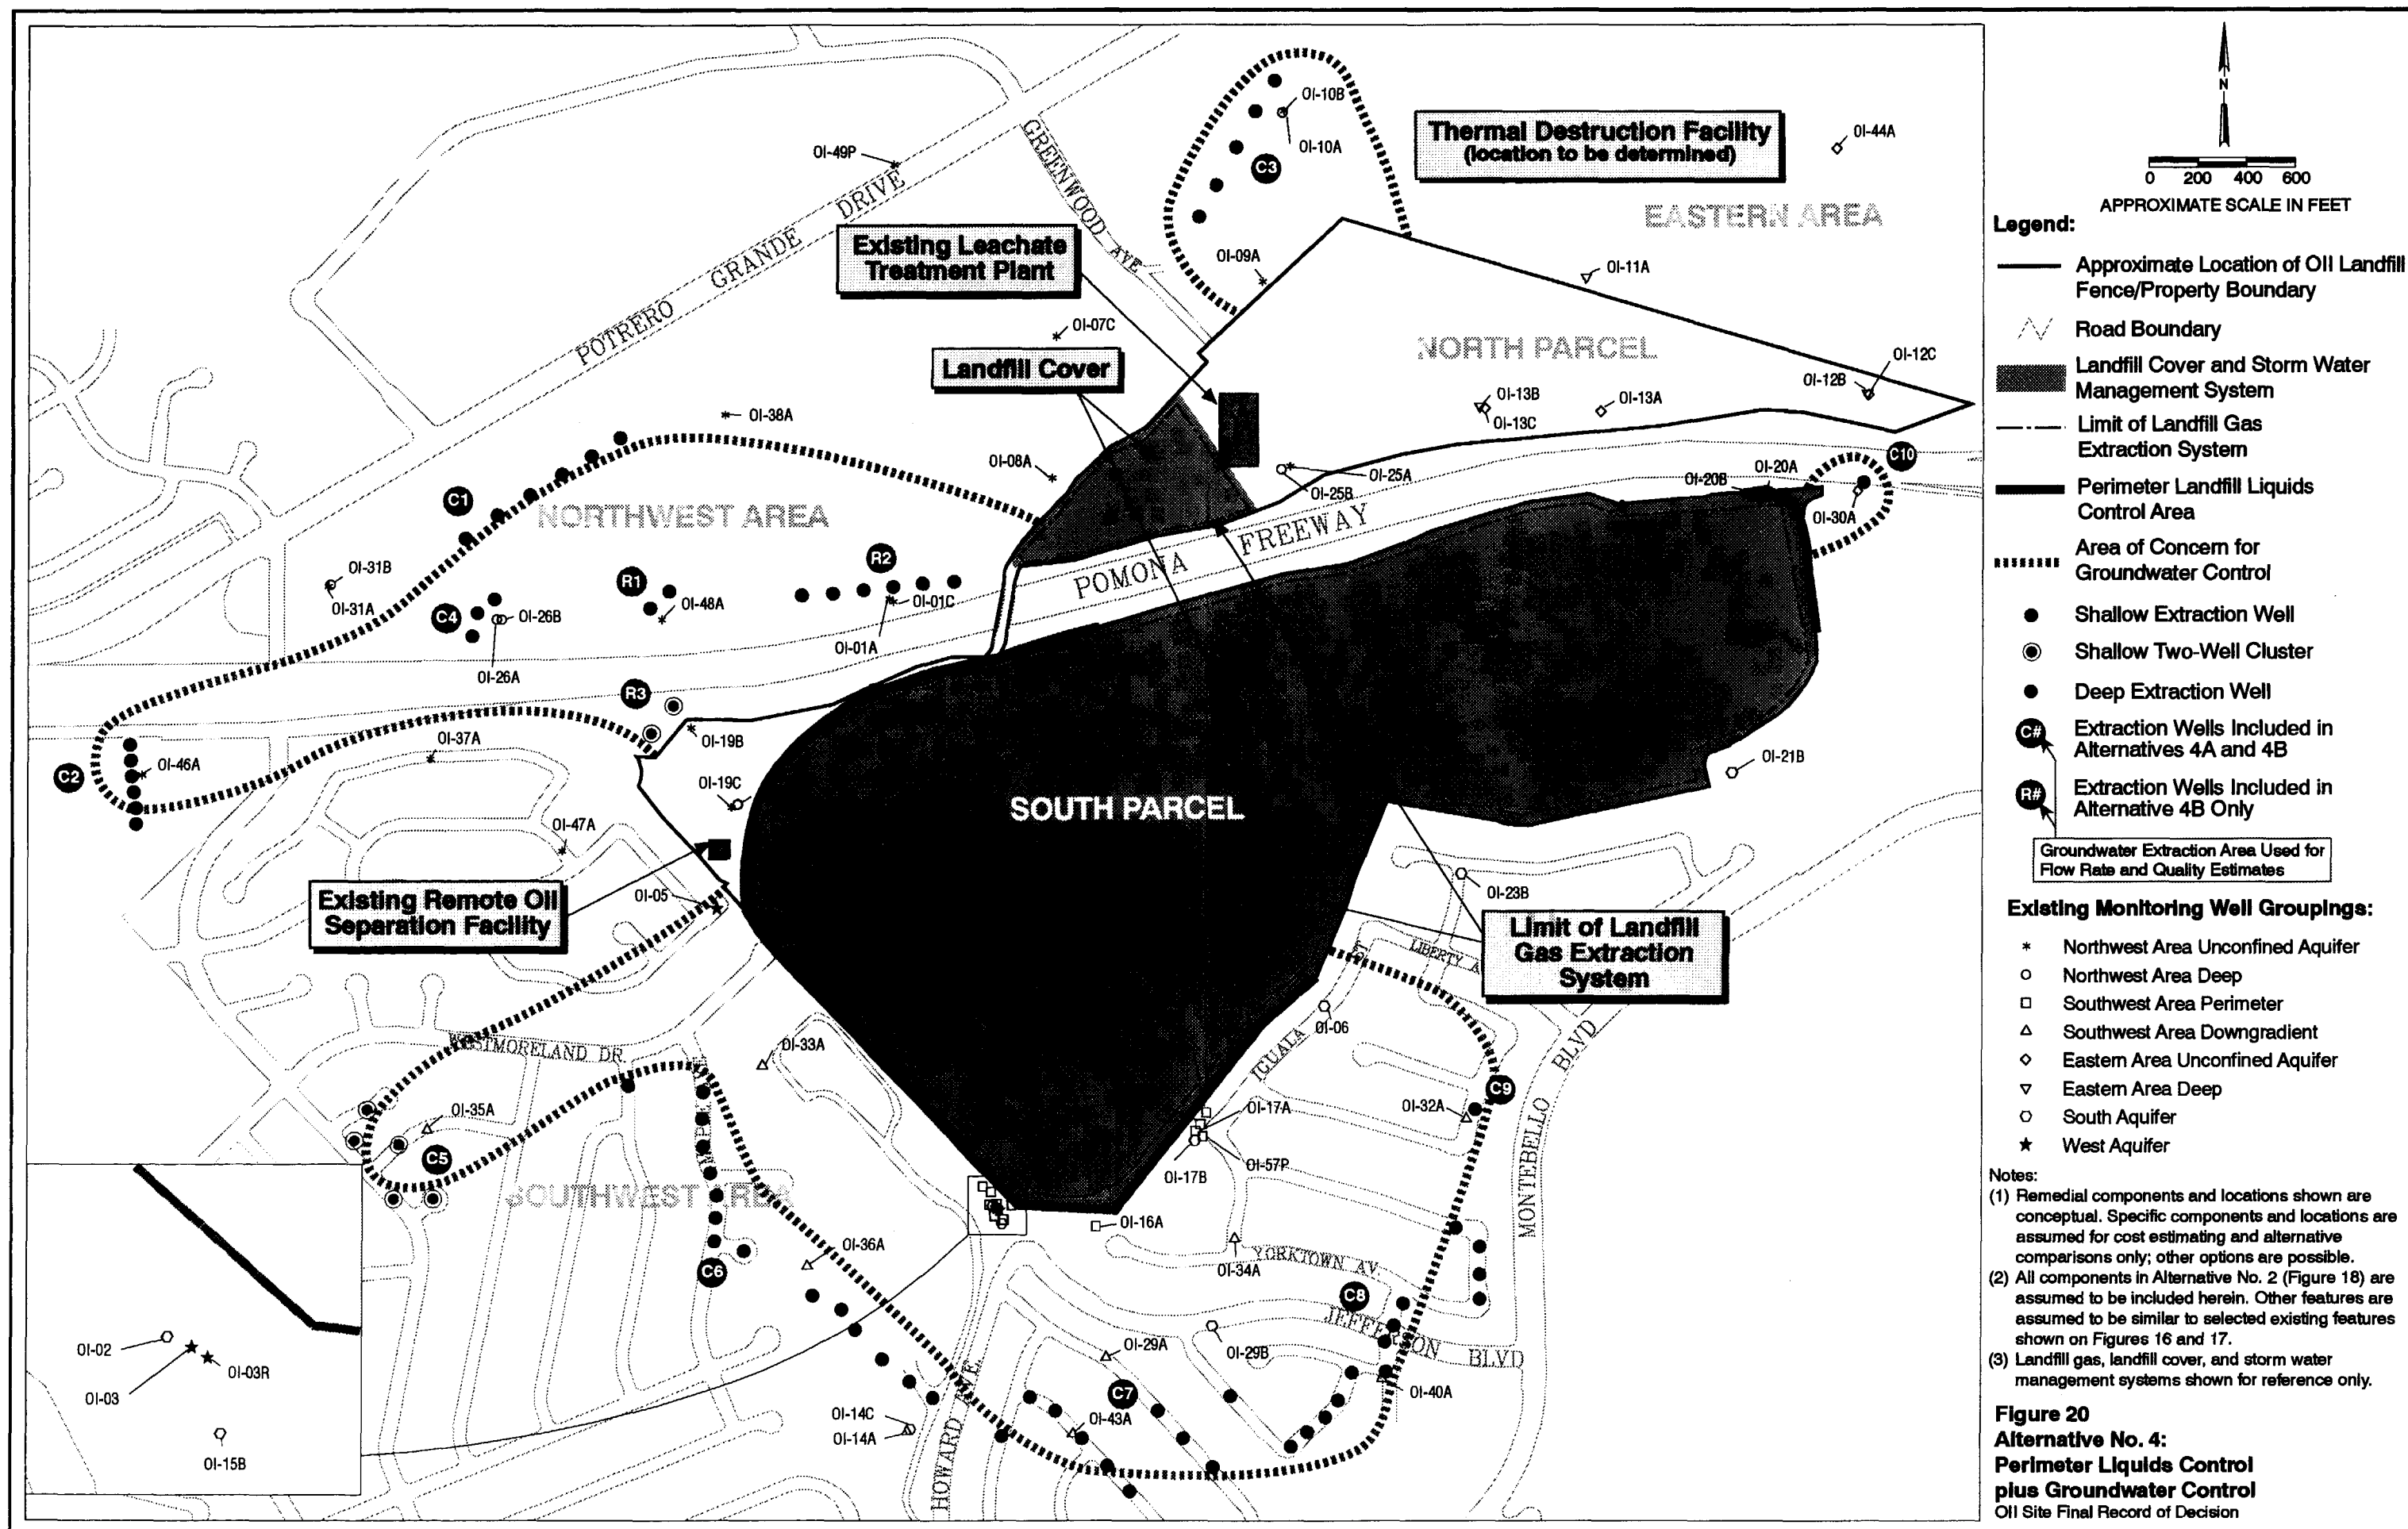 OI-10B
OI-10A
C3
Thermal Destruction Facility
(location to be determined)
OI-44A
EASTERN AREA
OI-49P
POTRERO GRANDE DRIVE
GREENWOOD AVE
Existing Leachate
Treatment Plant
OI-09A
OI-11A
OI-07C
NORTH PARCEL
Landfill Cover
OI-12C
OI-12B
OI-13B
OI-13C
OI-13A
OI-38A
OI-08A
OI-25A
OI-25B
C10
OI-20A
OI-20B
OI-30A
C1
NORTHWEST AREA
POMONA FREEWAY
OI-31B
OI-31A
C4
OI-26B
OI-26A
R1
OI-48A
R2
OI-01C
OI-01A
R3
OI-19B
OI-37A
C2
OI-46A
OI-19C
OI-47A
SOUTH PARCEL
OI-21B
OI-05
Existing Remote Oil
Separation Facility
OI-23B
Limit of Landfill
Gas Extraction
System
LIBERTY A
ST
ICUALA
OI-06
MONTEBELLO BLVD
OI-33A
OI-35A
C5
SOUTHWEST AREA
C6
OI-36A
OI-17A
OI-57P
OI-17B
OI-16A
OI-32A
C9
OI-34A
YORKTOWN AV.
C8
JEFFERSON BLVD
OI-29A
OI-29B
C7
OI-40A
OI-43A
OI-14C
OI-14A
HOWARD AVE.
OI-02
OI-03R
OI-03
OI-15B
N
0 200 400 600
APPROXIMATE SCALE IN FEET
Legend:
Approximate Location of OII Landfill
Fence/Property Boundary
Road Boundary
Landfill Cover and Storm Water
Management System
Limit of Landfill Gas
Extraction System
Perimeter Landfill Liquids
Control Area
Area of Concern for
Groundwater Control
Shallow Extraction Well
Shallow Two-Well Cluster
Deep Extraction Well
C# Extraction Wells Included in
Alternatives 4A and 4B
R# Extraction Wells Included in
Alternative 4B Only
Groundwater Extraction Area Used for
Flow Rate and Quality Estimates
Existing Monitoring Well Groupings:
Northwest Area Unconfined Aquifer
Northwest Area Deep
Southwest Area Perimeter
Southwest Area Downgradient
Eastern Area Unconfined Aquifer
Eastern Area Deep
South Aquifer
West Aquifer
Notes:
(1) Remedial components and locations shown are
conceptual. Specific components and locations are
assumed for cost estimating and alternative
comparisons only; other options are possible.
(2) All components in Alternative No. 2 (Figure 18) are
assumed to be included herein. Other features are
assumed to be similar to selected existing features
shown on Figures 16 and 17.
(3) Landfill gas, landfill cover, and storm water
management systems shown for reference only.
Figure 20
Alternative No. 4:
Perimeter Liquids Control
plus Groundwater Control
OII Site Final Record of Decision